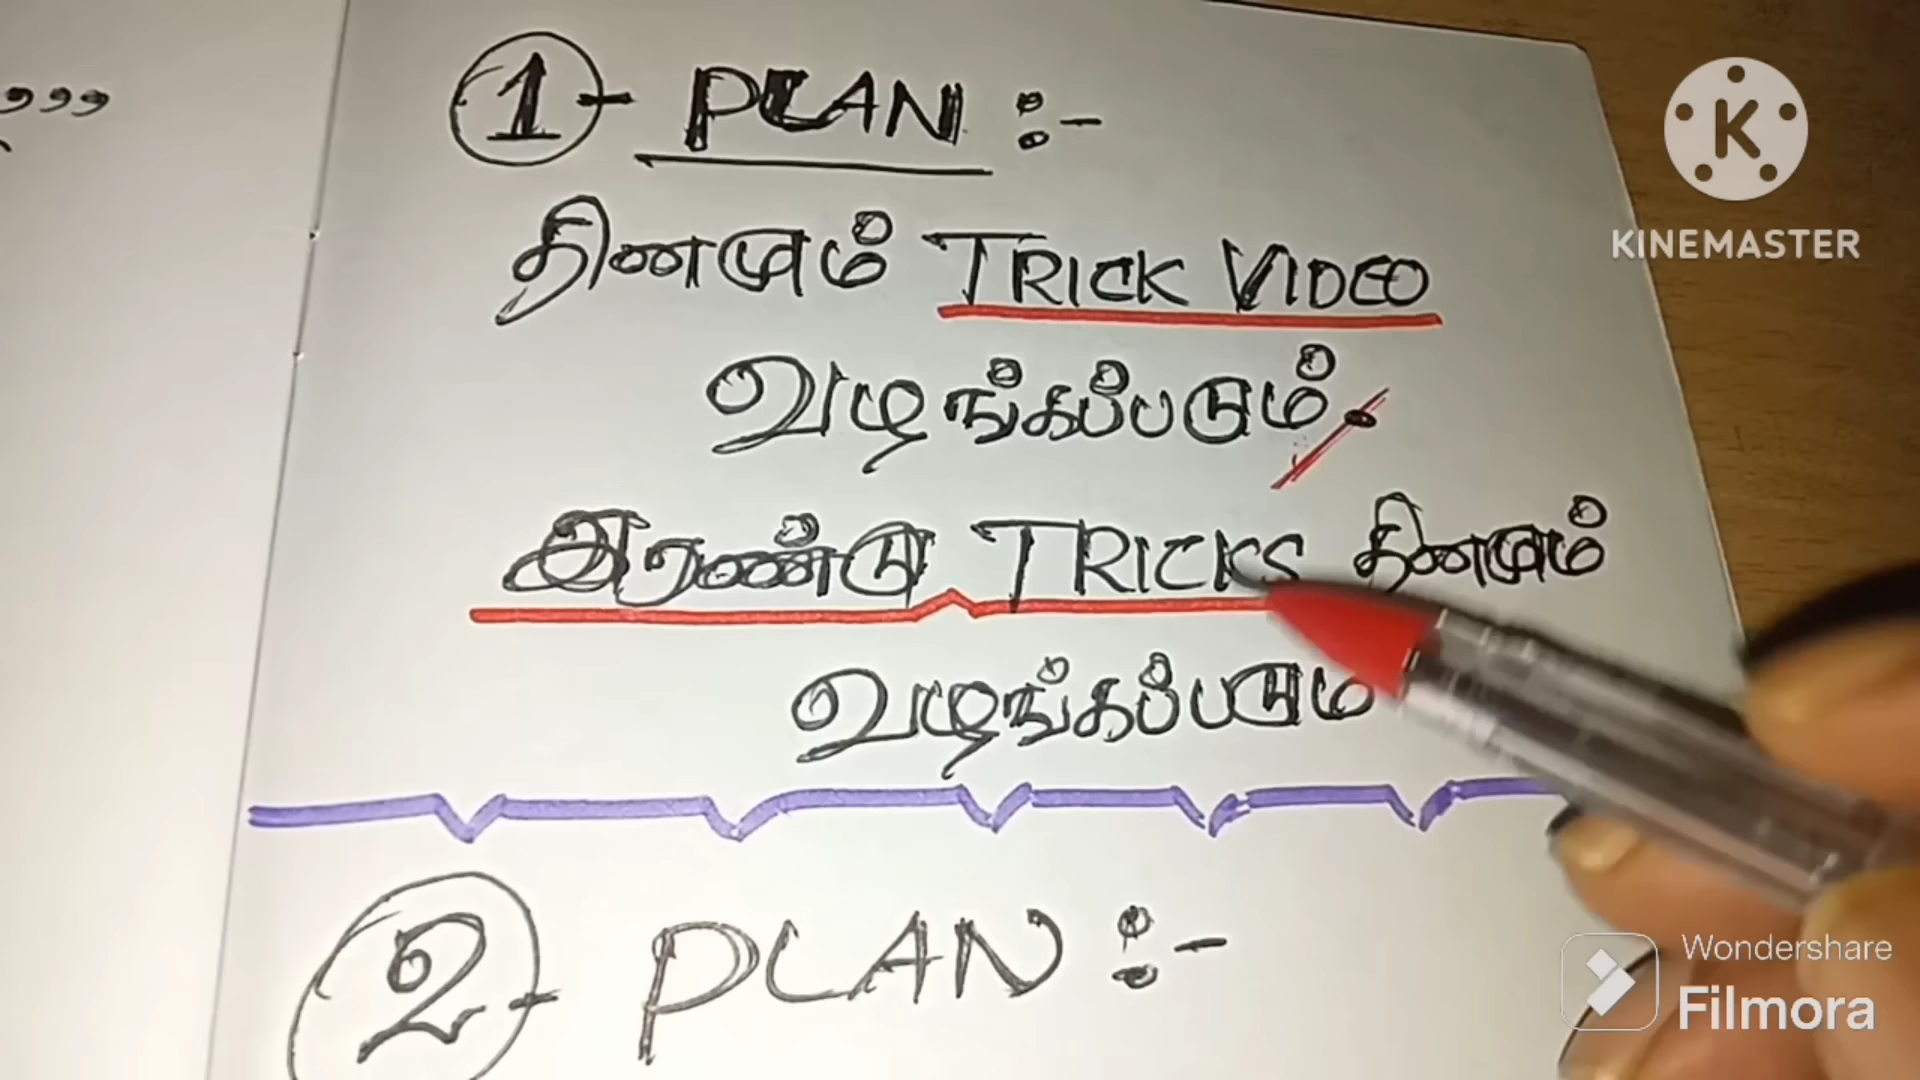 1- PLAN :-
தினமும் TRICK VIDEO
வழங்கப்படும்.
இரண்டு TRICKS தினமும்
வழங்கப்படும்
2- PLAN :-
K
KINEMASTER
Wondershare
Filmora